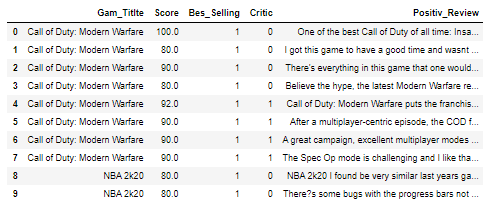 Gam_Titlte Score Bes_Selling Critic Positiv_Review
0 Call of Duty: Modern Warfare 100.0 1 0 One of the best Call of Duty of all time: Insa...
1 Call of Duty: Modern Warfare 80.0 1 0 I got this game to have a good time and wasnt ...
2 Call of Duty: Modern Warfare 90.0 1 0 There's everything in this game that one would...
3 Call of Duty: Modern Warfare 80.0 1 0 Believe the hype, the latest Modern Warfare re...
4 Call of Duty: Modern Warfare 92.0 1 1 Call of Duty: Modern Warfare puts the franchis...
5 Call of Duty: Modern Warfare 90.0 1 1 After a multiplayer-centric episode, the COD f...
6 Call of Duty: Modern Warfare 90.0 1 1 A great campaign, excellent multiplayer modes ...
7 Call of Duty: Modern Warfare 90.0 1 1 The Spec Op mode is challenging and I like tha...
8 NBA 2k20 80.0 1 0 NBA 2k20 I found be very similar last years ga...
9 NBA 2k20 80.0 1 0 There?s some bugs with the progress bars not ...